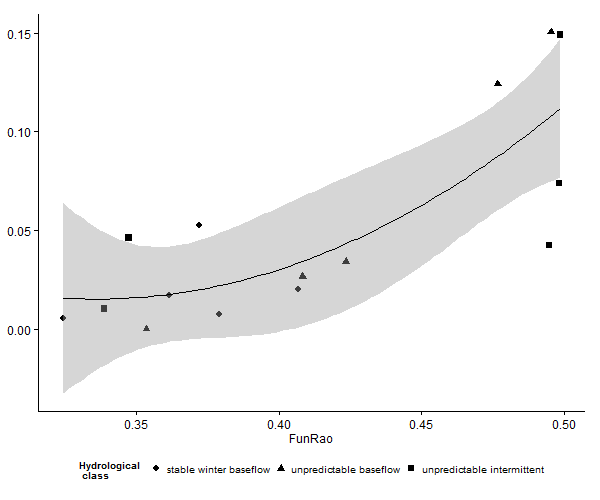 0.15
0.10
0.05
0.00
0.35 0.40 0.45 0.50
FunRao
Hydrological class stable winter baseflow unpredictable baseflow unpredictable intermittent